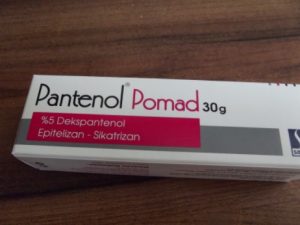 Pantenol® Pomad 30g
%5 Dekspantenol
Epitelizan - Sikatrizan